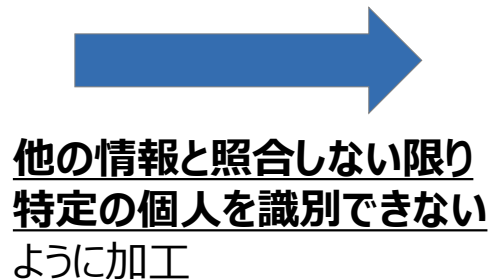 他の情報と照合しない限り
特定の個人を識別できない
ように加工